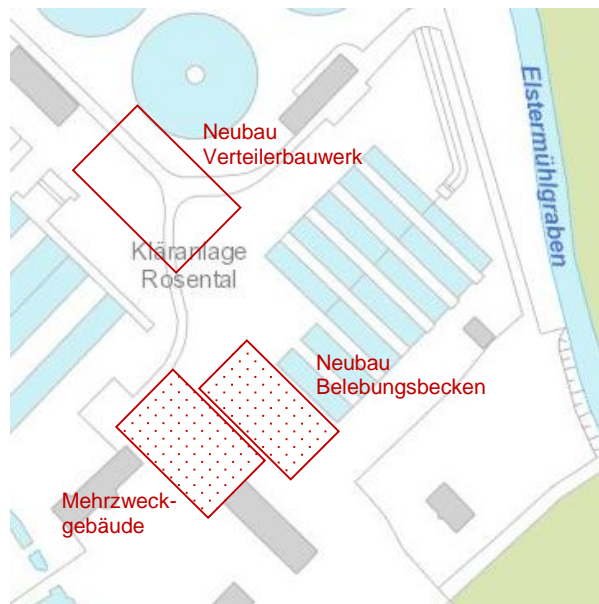 Neubau
Verteilerbauwerk
Elstermühlgraben
Kläranlage
Rosental
Neubau
Belebungsbecken
Mehrzweck-
gebäude